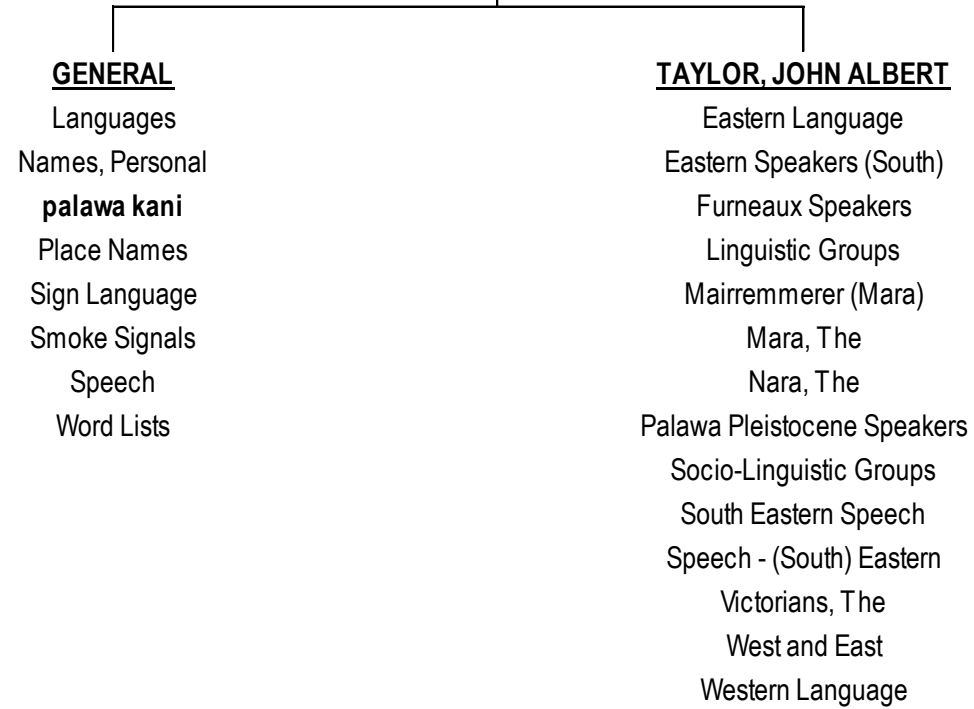 GENERAL
Languages
Names, Personal
palawa kani
Place Names
Sign Language
Smoke Signals
Speech
Word Lists
TAYLOR, JOHN ALBERT
Eastern Language
Eastern Speakers (South)
Furneaux Speakers
Linguistic Groups
Mairremmerer (Mara)
Mara, The
Nara, The
Palawa Pleistocene Speakers
Socio-Linguistic Groups
South Eastern Speech
Speech - (South) Eastern
Victorians, The
West and East
Western Language